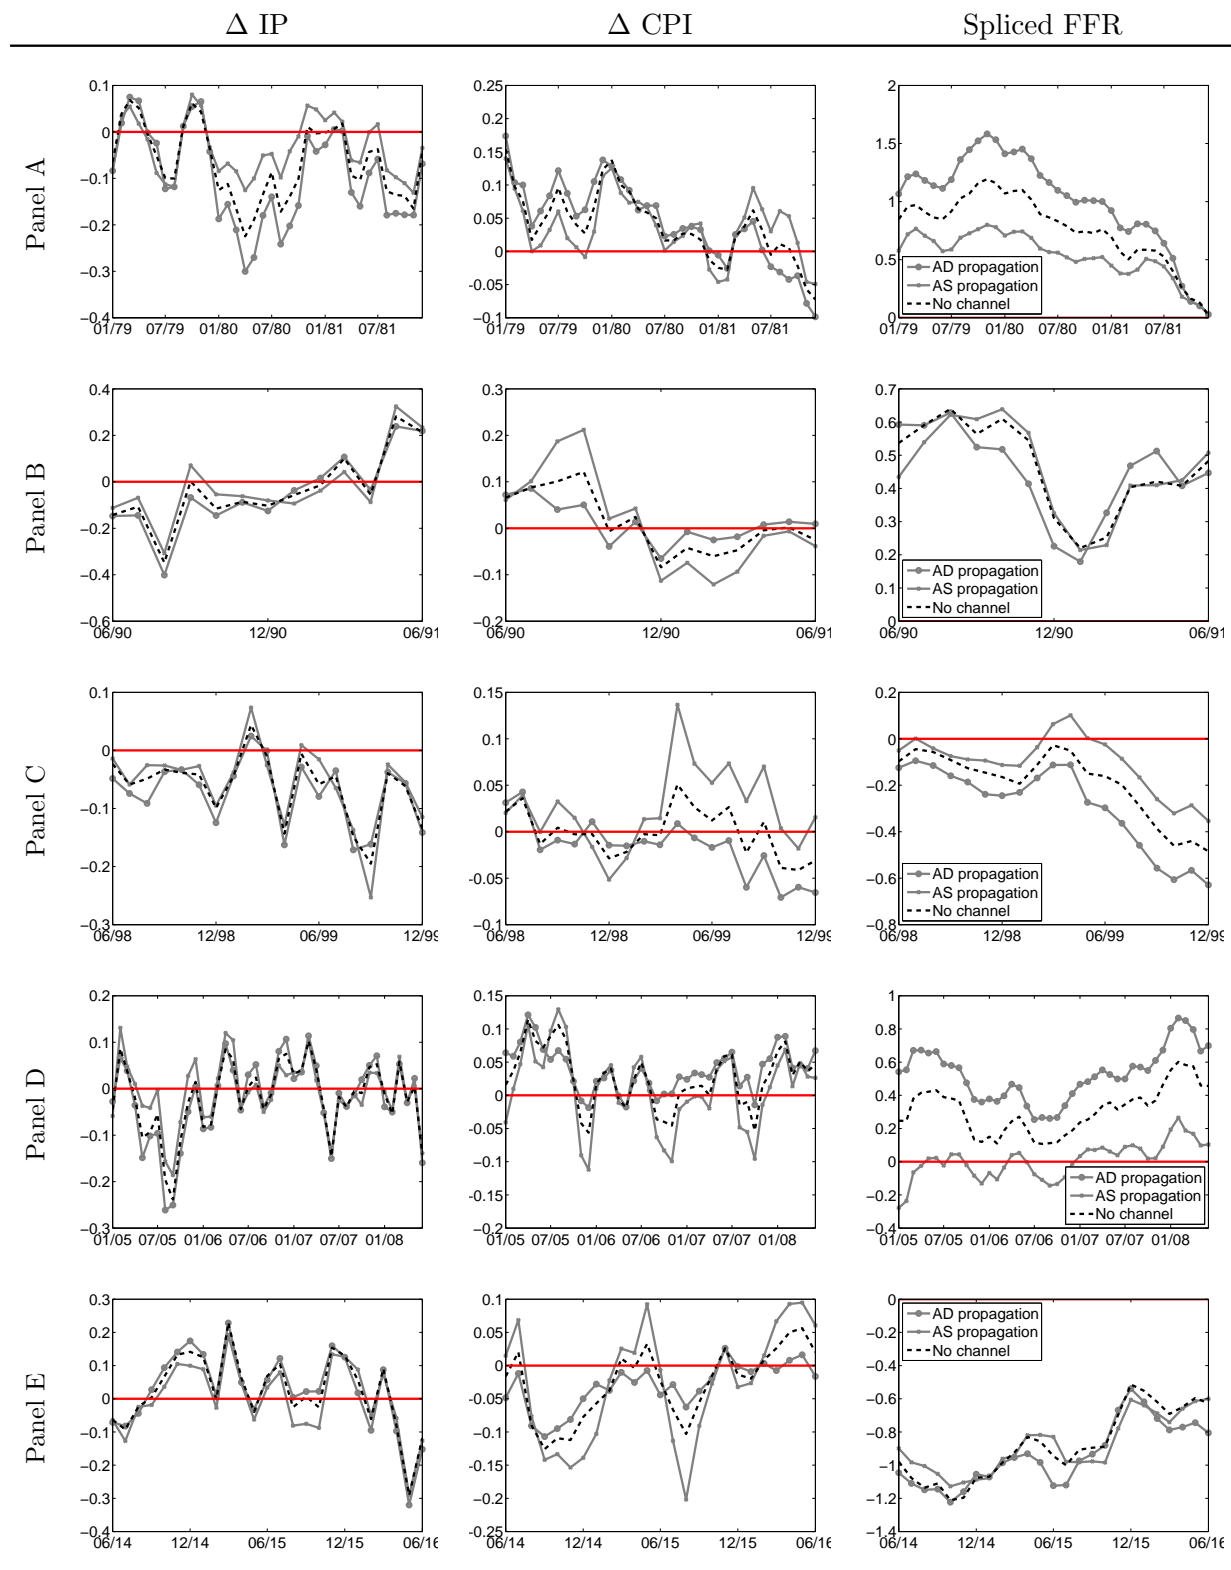 Δ IP Δ CPI Spliced FFR
Panel A
0.1
0
−0.1
−0.2
−0.3
−0.4
01/79 07/79 01/80 07/80 01/81 07/81
0.25
0.2
0.15
0.1
0.05
0
-0.05
-0.1
01/79 07/79 01/80 07/80 01/81 07/81
2
1.5
1
0.5
0
AD propagation
AS propagation
No channel
01/79 07/79 01/80 07/80 01/81 07/81
Panel B
0.4
0.2
0
−0.2
−0.4
−0.6
06/90 12/90 06/91
0.3
0.2
0.1
0
−0.1
−0.2
06/90 12/90 06/91
0.7
0.6
0.5
0.4
0.3
0.2
0.1
0
AD propagation
AS propagation
No channel
06/90 12/90 06/91
Panel C
0.1
0
−0.1
−0.2
−0.3
06/98 12/98 06/99 12/99
0.15
0.1
0.05
0
-0.05
-0.1
06/98 12/98 06/99 12/99
0.2
0
−0.2
−0.4
−0.6
−0.8
AD propagation
AS propagation
No channel
06/98 12/98 06/99 12/99
Panel D
0.2
0.1
0
−0.1
−0.2
−0.3
01/05 07/05 01/06 07/06 01/07 07/07 01/08
0.15
0.1
0.05
0
-0.05
-0.1
-0.15
-0.2
01/05 07/05 01/06 07/06 01/07 07/07 01/08
1
0.8
0.6
0.4
0.2
0
−0.2
−0.4
AD propagation
AS propagation
No channel
01/05 07/05 01/06 07/06 01/07 07/07 01/08
Panel E
0.3
0.2
0.1
0
−0.1
−0.2
−0.3
−0.4
06/14 12/14 06/15 12/15 06/16
0.1
0.05
0
-0.05
-0.1
-0.15
-0.2
-0.25
06/14 12/14 06/15 12/15 06/16
0
−0.2
−0.4
−0.6
−0.8
−1
−1.2
−1.4
AD propagation
AS propagation
No channel
06/14 12/14 06/15 12/15 06/16